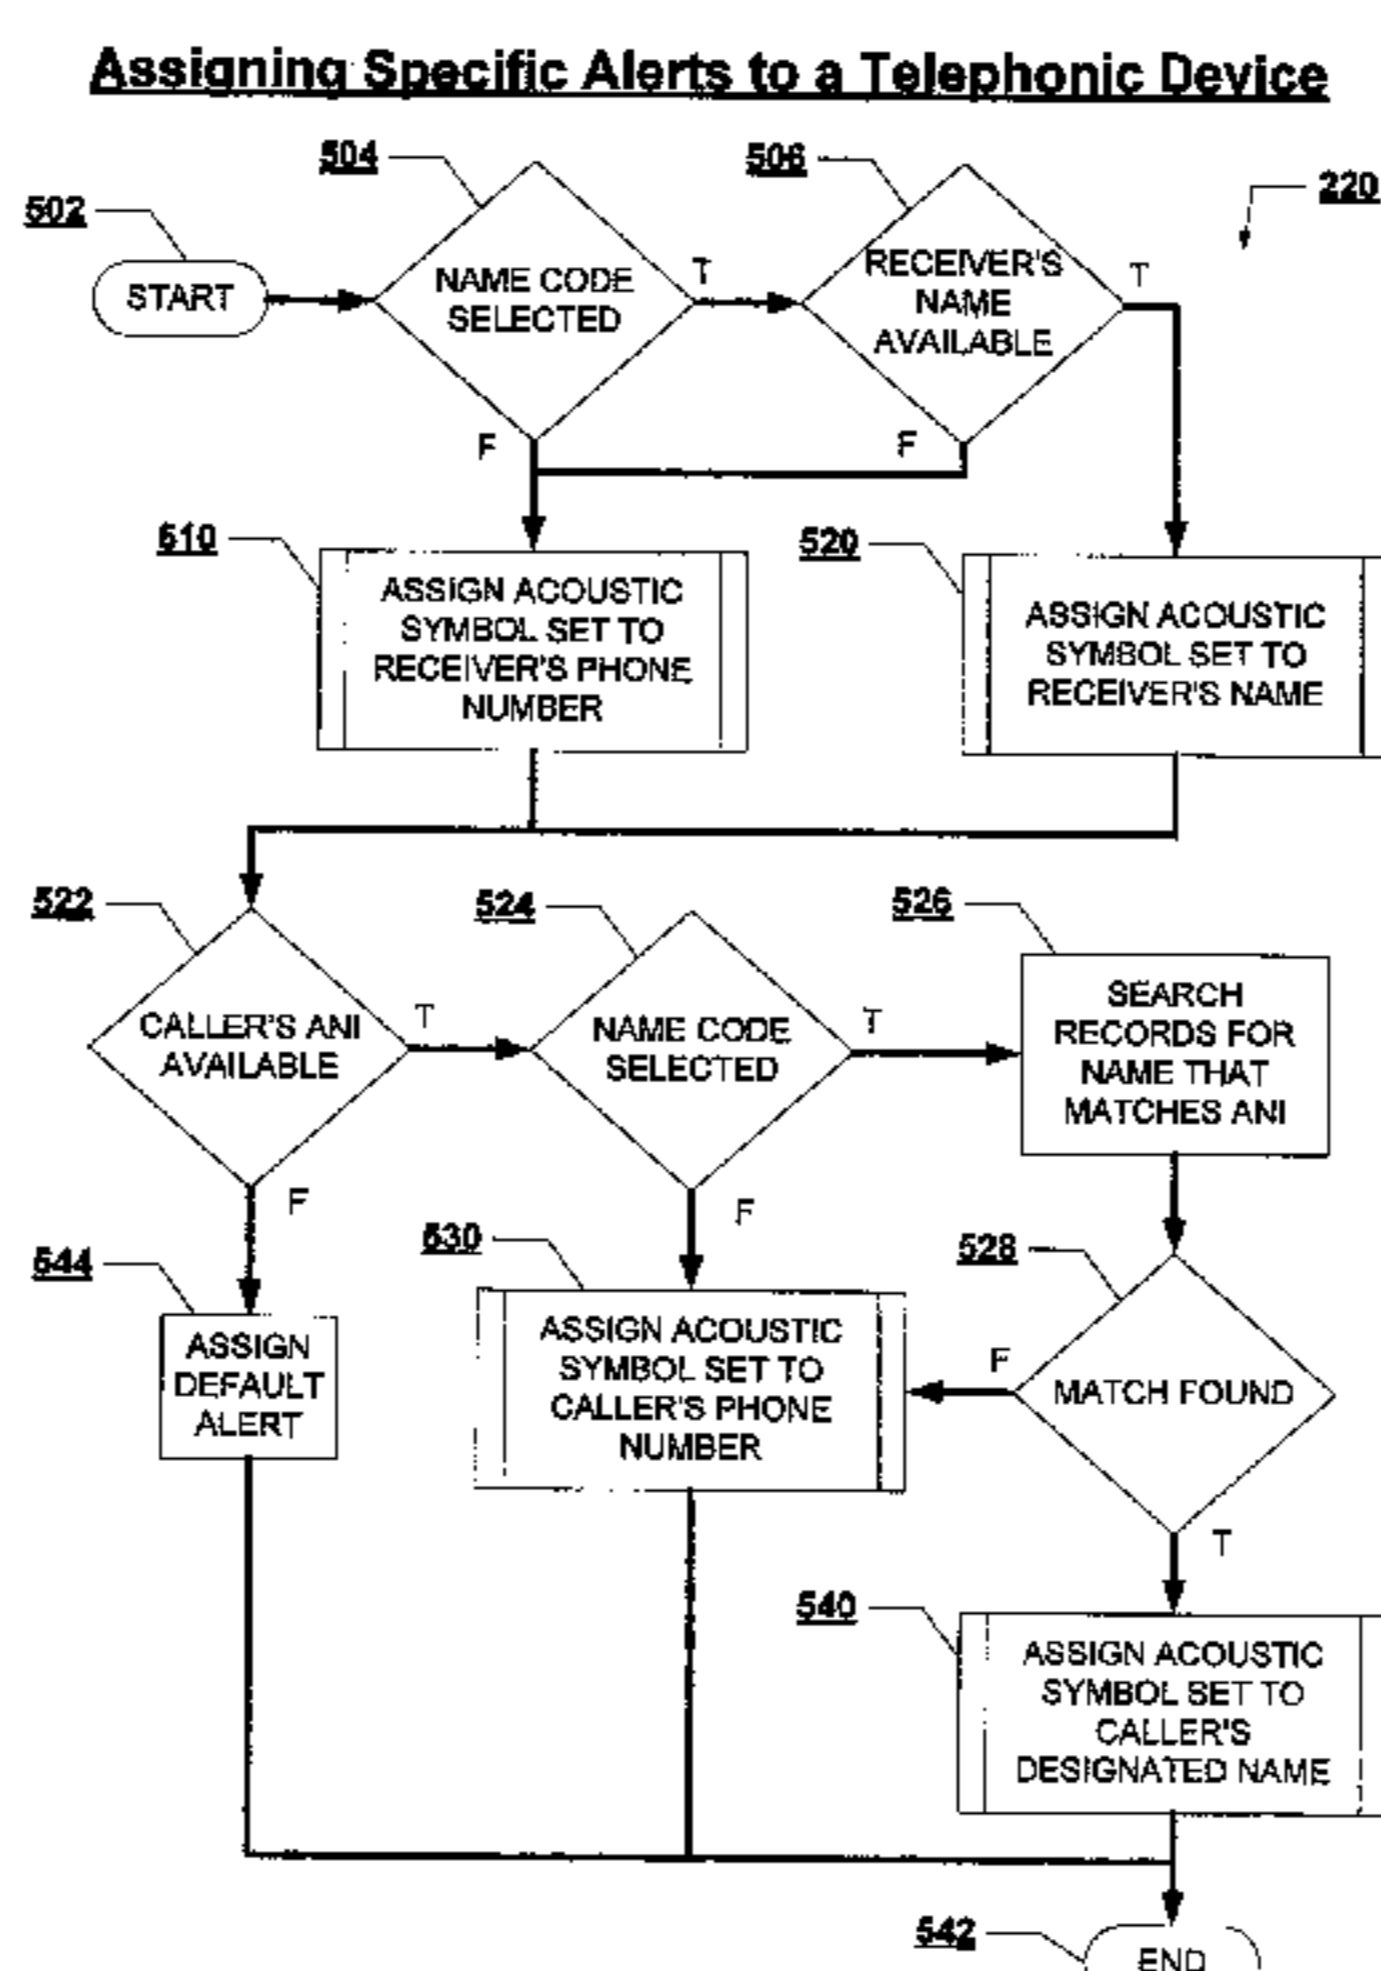 Assigning Specific Alerts to a Telephonic Device
504
506
220
502
START
NAME CODE
SELECTED
T
RECEIVER'S
NAME
AVAILABLE
T
F
F
510
520
ASSIGN ACOUSTIC
SYMBOL SET TO
RECEIVER'S PHONE
NUMBER
ASSIGN ACOUSTIC
SYMBOL SET TO
RECEIVER'S NAME
522
524
526
CALLER'S ANI
AVAILABLE
T
NAME CODE
SELECTED
T
SEARCH
RECORDS FOR
NAME THAT
MATCHES ANI
F
F
544
530
528
ASSIGN
DEFAULT
ALERT
ASSIGN ACOUSTIC
SYMBOL SET TO
CALLER'S PHONE
NUMBER
F
MATCH FOUND
T
540
ASSIGN ACOUSTIC
SYMBOL SET TO
CALLER'S
DESIGNATED NAME
542
END